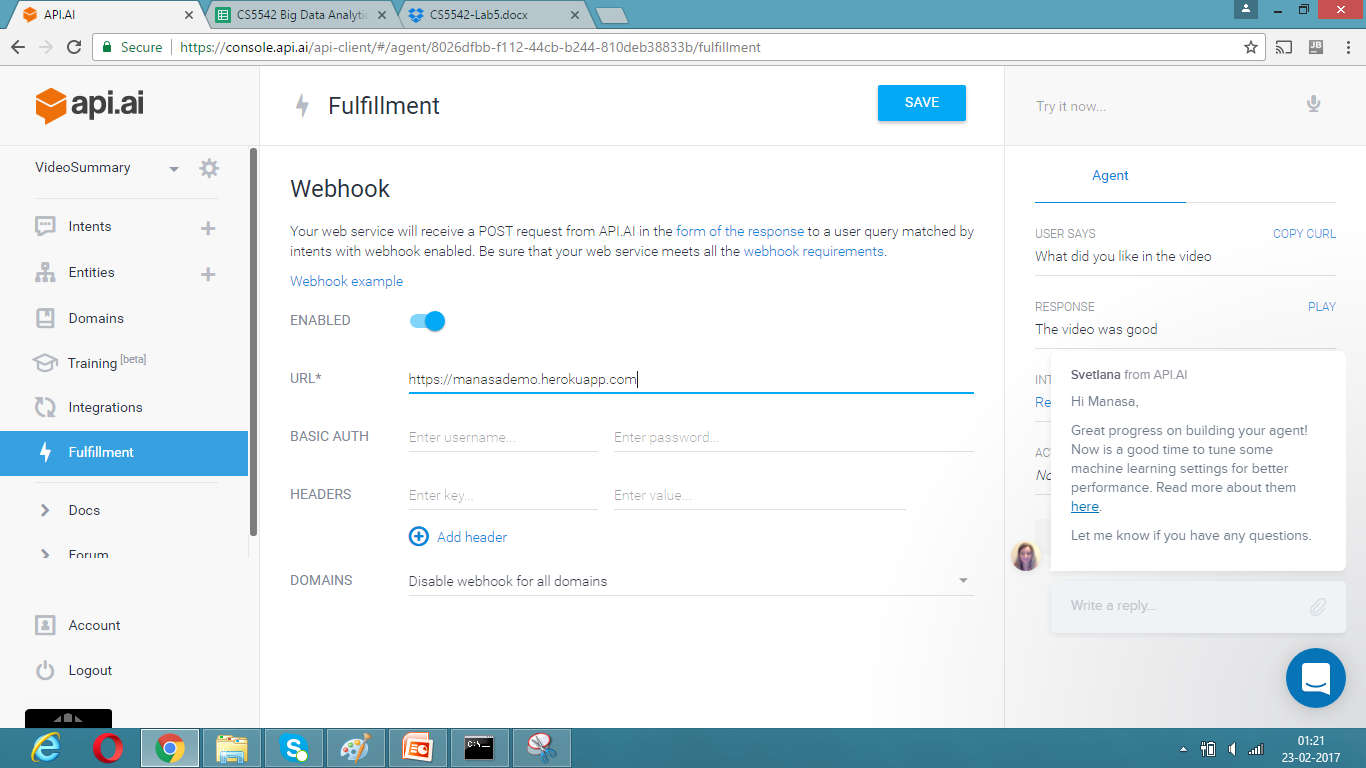 API.AI
CS5542 Big Data Analytic
CS5542-Lab5.docx
Secure
https://console.api.ai/api-client/#/agent/8026dfbb-f112-44cb-b244-810deb38833b/fulfillment
JB
api.ai
Fulfillment
SAVE
Try it now...
VideoSummary
Intents
Entities
Domains
Training [beta]
Integrations
Fulfillment
Docs
Forum
Account
Logout
Webhook
Your web service will receive a POST request from API.AI in the form of the response to a user query matched by
intents with webhook enabled. Be sure that your web service meets all the webhook requirements.
Webhook example
ENABLED
URL*
https://manasademo.herokuapp.com
BASIC AUTH
Enter username...
Enter password...
HEADERS
Enter key...
Enter value...
Add header
DOMAINS
Disable webhook for all domains
Agent
USER SAYS
COPY CURL
What did you like in the video
RESPONSE
PLAY
The video was good
INT
Re
AC
No
Svetlana from API.AI
Hi Manasa,
Great progress on building your agent!
Now is a good time to tune some
machine learning settings for better
performance. Read more about them
here.
Let me know if you have any questions.
Write a reply...
01:21
23-02-2017